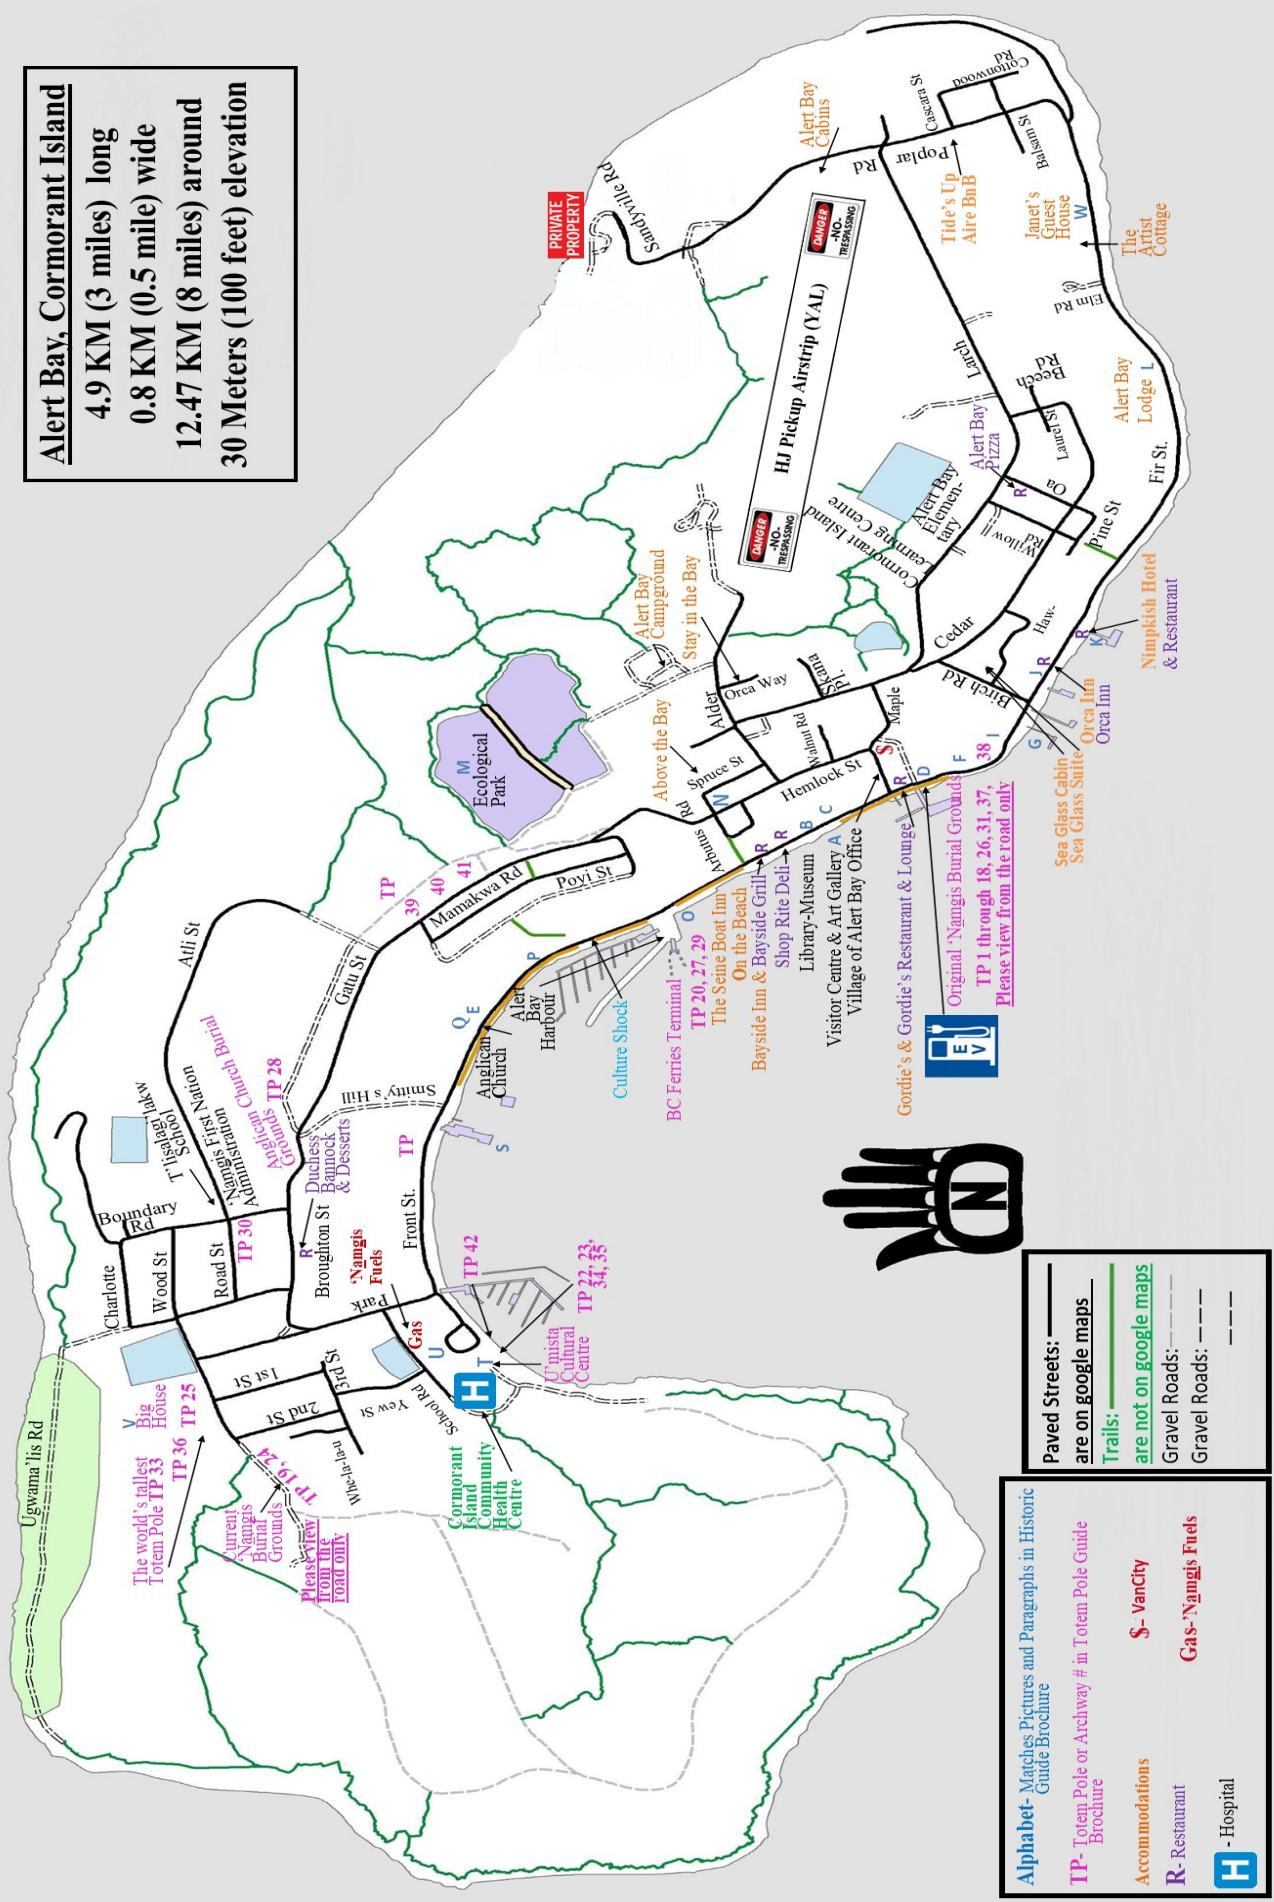 Alert Bay, Cormorant Island
4.9 KM (3 miles) long
0.8 KM (0.5 mile) wide
12.47 KM (8 miles) around
30 Meters (100 feet) elevation
Ugwama'lis Rd
The world's tallest
Totem Pole TP 33
TP 36
V
Big
House
TP 25
Current
'Namgis
Burial
Grounds
TP 19, 24
Please view
from the
road only
Whe-la-la-u
2nd St
1st St
3rd St
Yew St
School Rd
Charlotte
Wood St
Road St
Boundary
Rd
TP 30
T'lisalagi'lakw
School
'Namgis First Nation
Administration
Atli St
Anglican Church Burial
Grounds
TP 28
Gatu St
Duchess
Bannock
& Desserts
R
Broughton St
Park
'Namgis
Fuels
Gas
U
Front St.
TP
Smitty's Hill
H
Cormorant
Island
Community
Health
Centre
T
U'mista
Cultural
Centre
TP 42
TP 22, 23,
34, 35
S
Q
E
Anglican
Church
P
Alert
Bay
Harbour
Culture Shock
O
BC Ferries Terminal
TP 20, 27, 29
TP
39
40
41
Mamakwa Rd
Poyi St
M
Ecological
Park
The Seine Boat Inn
On the Beach
Bayside Inn & Bayside Grill
R
Shop Rite Deli
R
Library-Museum
B
C
Visitor Centre & Art Gallery
A
Village of Alert Bay Office
Gordie's & Gordie's Restaurant & Lounge
R
D
EV
Original 'Namgis Burial Grounds
TP 1 through 18, 26, 31, 37,
38
Please view from the road only
F
I
G
Arbutus Rd
N
Above the Bay
Spruce St
Hemlock St
Walnut Rd
$
Maple
Alder
Orca Way
Skana
Pl.
Alert Bay
Campground
Stay in the Bay
PRIVATE
PROPERTY
Sandyville Rd
DANGER
-NO-
TRESPASSING
HJ Pickup Airstrip (YAL)
DANGER
-NO-
TRESPASSING
Alert Bay
Cabins
Poplar
Rd
Cascara St
Cottonwood
Rd
Balsam St
Tide's Up
Aire BnB
Janet's
Guest
House
W
The
Artist
Cottage
Elm Rd
Larch
Beech
Rd
Laurel St
Alert Bay
Lodge
L
Fir St.
Alert Bay
Pizza
R
Oa
Pine St
Willow
Rd
Cormorant Island
Learning Centre
Alert Bay
Elemen-
tary
Cedar
Haw-
Birch Rd
J
R
K
R
Nimpkish Hotel
& Restaurant
Orca Inn
Orca Inn
Sea Glass Cabin
Sea Glass Suite
N
Paved Streets:
are on google maps
Trails:
are not on google maps
Gravel Roads:
Gravel Roads:
Alphabet- Matches Pictures and Paragraphs in Historic
Guide Brochure
TP- Totem Pole or Archway # in Totem Pole Guide
Brochure
Accommodations
$- VanCity
R- Restaurant
Gas-'Namgis Fuels
H - Hospital